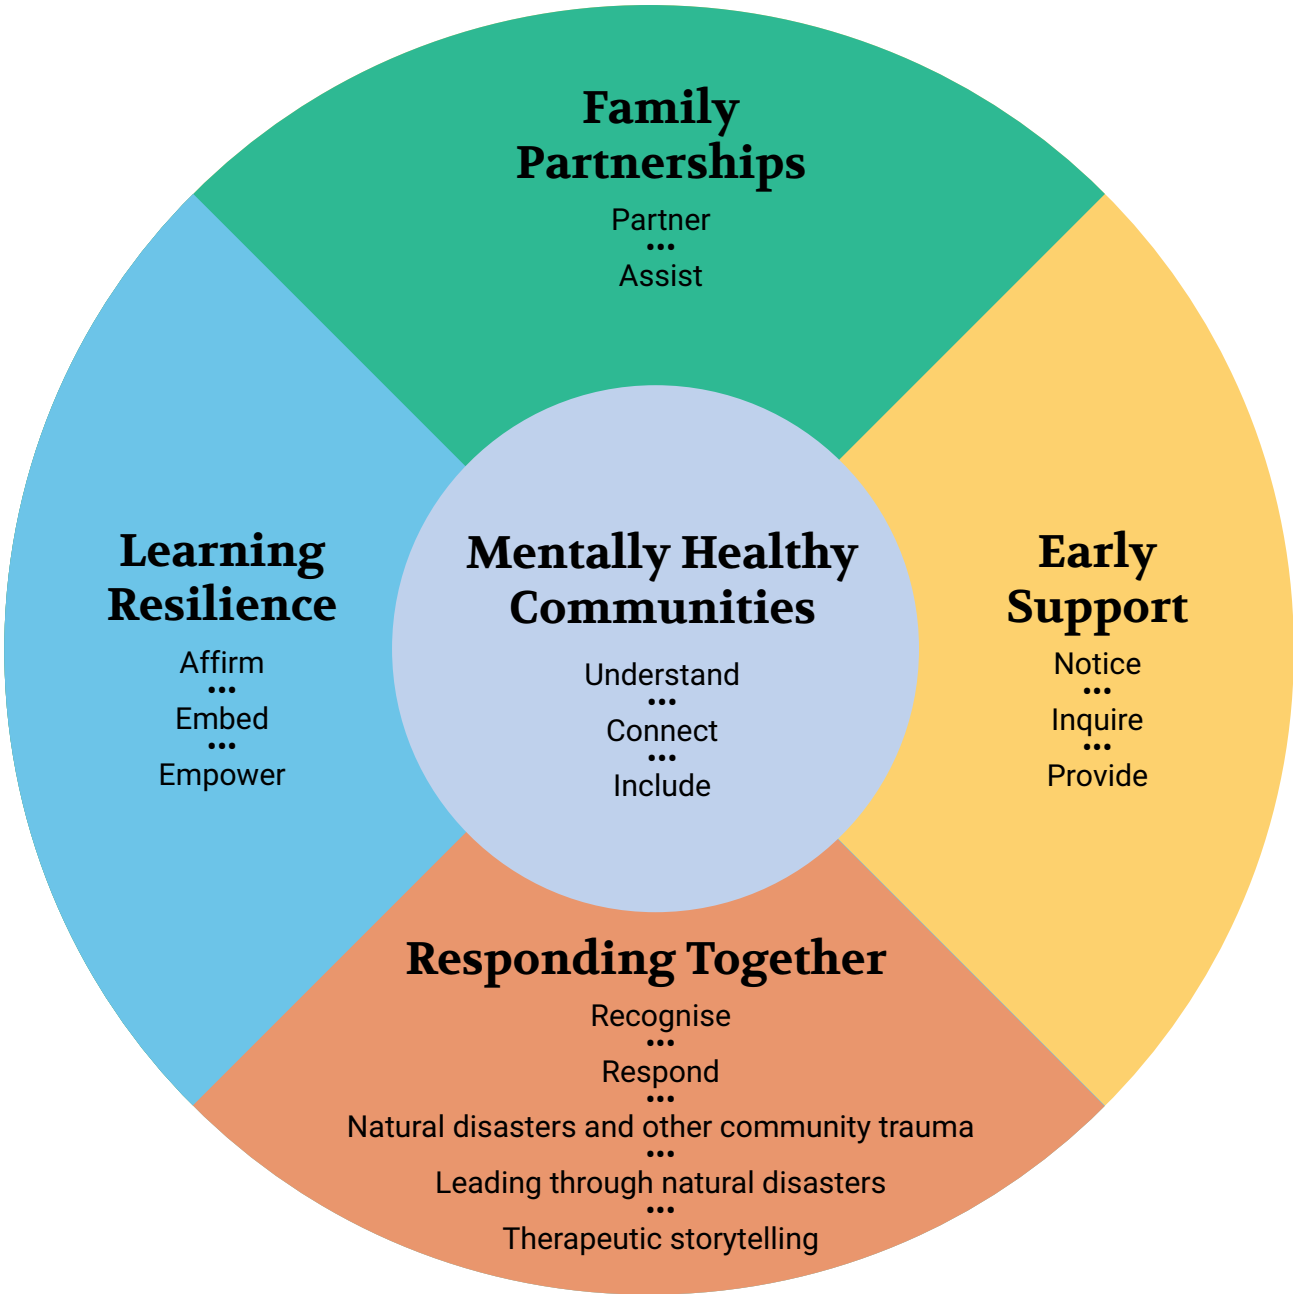 Family
Partnerships
Partner
•••
Assist
Learning
Resilience
Affirm
•••
Embed
•••
Empower
Mentally Healthy
Communities
Understand
•••
Connect
•••
Include
Early
Support
Notice
•••
Inquire
•••
Provide
Responding Together
Recognise
•••
Respond
•••
Natural disasters and other community trauma
•••
Leading through natural disasters
•••
Therapeutic storytelling